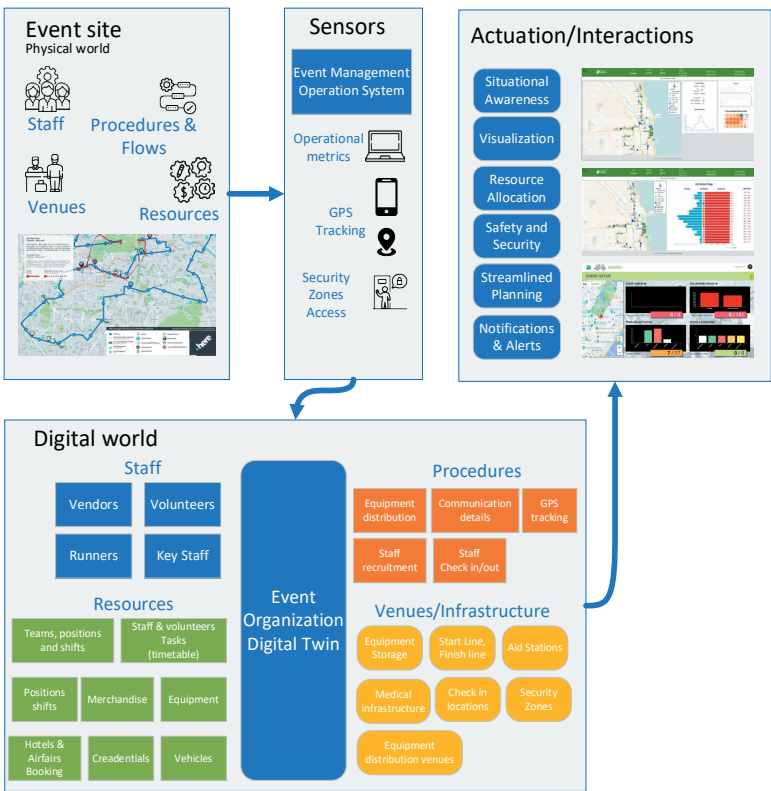 Event site
Physical world
Staff
Procedures &
Flows
Venues
Resources
here
Sensors
Event Management
Operation System
Operational
metrics
GPS
Tracking
Security
Zones
Access
Actuation/Interactions
Situational
Awareness
Visualization
Resource
Allocation
Safety and
Security
Streamlined
Planning
Notifications
& Alerts
EVENT SETUP
Digital world
Staff
Vendors
Volunteers
Runners
Key Staff
Resources
Teams, positions
and shifts
Staff & volunteers
Tasks
(timetable)
Positions
shifts
Merchandise
Equipment
Hotels &
Airfairs
Booking
Creadentials
Vehicles
Event
Organization
Digital Twin
Procedures
Equipment
distribution
Communication
details
GPS
tracking
Staff
recruitment
Staff
Check in/out
Venues/Infrastructure
Equipment
Storage
Start Line,
Finish line
Aid Stations
Medical
infrastructure
Check in
locations
Security
Zones
Equipment
distribution venues